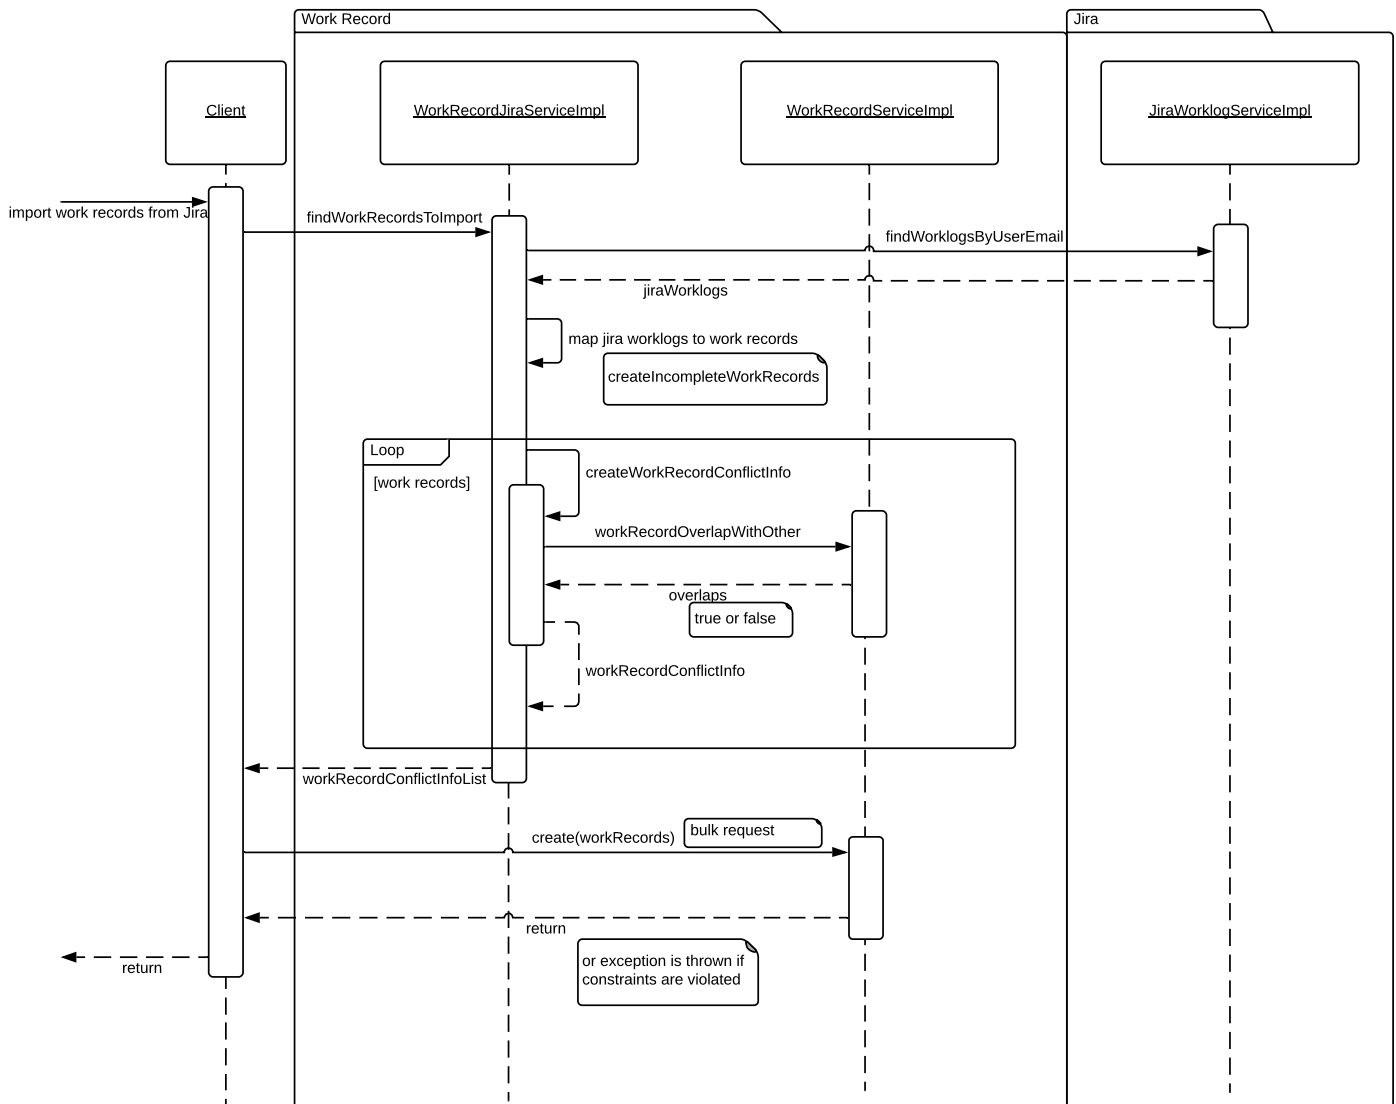 Work Record
Jira
Client
WorkRecordJiraServiceImpl
WorkRecordServiceImpl
JiraWorklogServiceImpl
import work records from Jira
findWorkRecordsToImport
findWorklogsByUserEmail
jiraWorklogs
map jira worklogs to work records
createIncompleteWorkRecords
Loop
[work records]
createWorkRecordConflictInfo
workRecordOverlapWithOther
overlaps
true or false
workRecordConflictInfo
workRecordConflictInfoList
create(workRecords)
bulk request
return
or exception is thrown if
constraints are violated
return